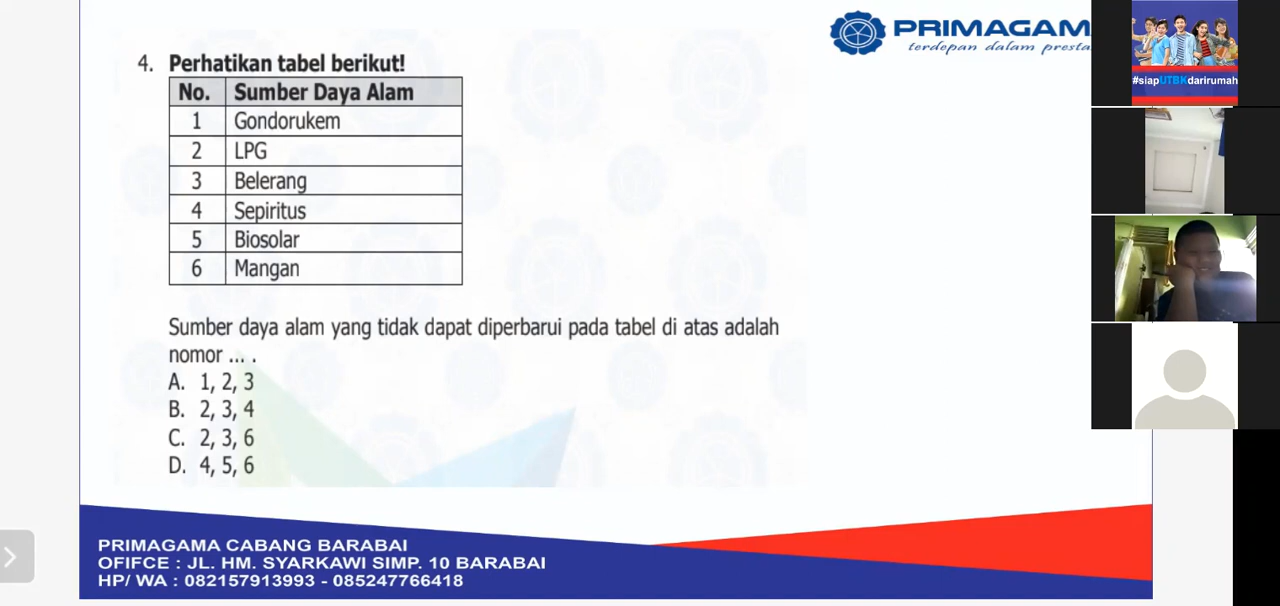 PRIMAGAM
terdepan dalam presta
#siapUTBKdarirumah
4. Perhatikan tabel berikut!
No. Sumber Daya Alam
1 Gondorukem
2 LPG
3 Belerang
4 Sepiritus
5 Biosolar
6 Mangan
Sumber daya alam yang tidak dapat diperbarui pada tabel di atas adalah
nomor ... .
A. 1, 2, 3
B. 2, 3, 4
C. 2, 3, 6
D. 4, 5, 6
PRIMAGAMA CABANG BARABAI
OFIFCE : JL. HM. SYARKAWI SIMP. 10 BARABAI
HP/ WA : 082157913993 - 085247766418